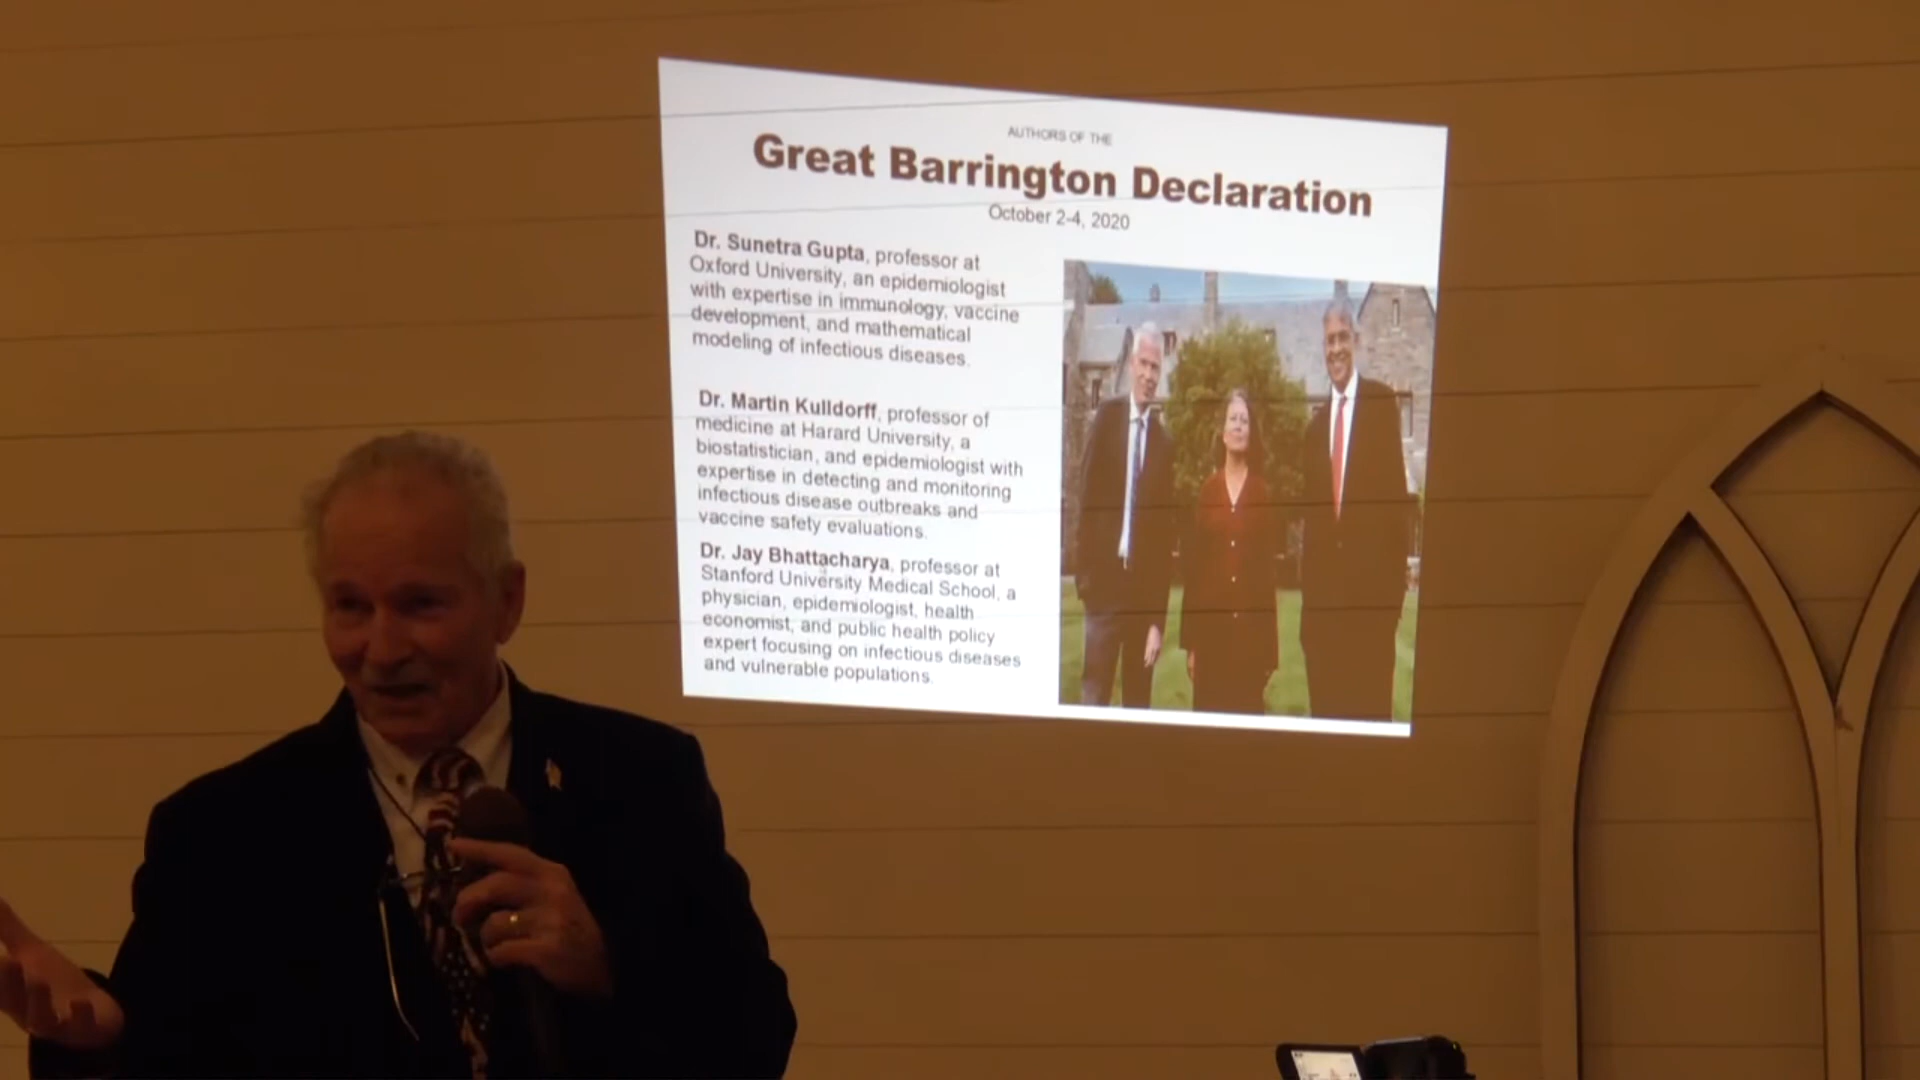 AUTHORS OF THE
Great Barrington Declaration
October 2-4, 2020
Dr. Sunetra Gupta, professor at
Oxford University, an epidemiologist
with expertise in immunology, vaccine
development, and mathematical
modeling of infectious diseases.
Dr. Martin Kulldorff, professor of
medicine at Harard University, a
biostatistician, and epidemiologist with
expertise in detecting and monitoring
infectious disease outbreaks and
vaccine safety evaluations.
Dr. Jay Bhattacharya, professor at
Stanford University Medical School, a
physician, epidemiologist, health
economist, and public health policy
expert focusing on infectious diseases
and vulnerable populations.